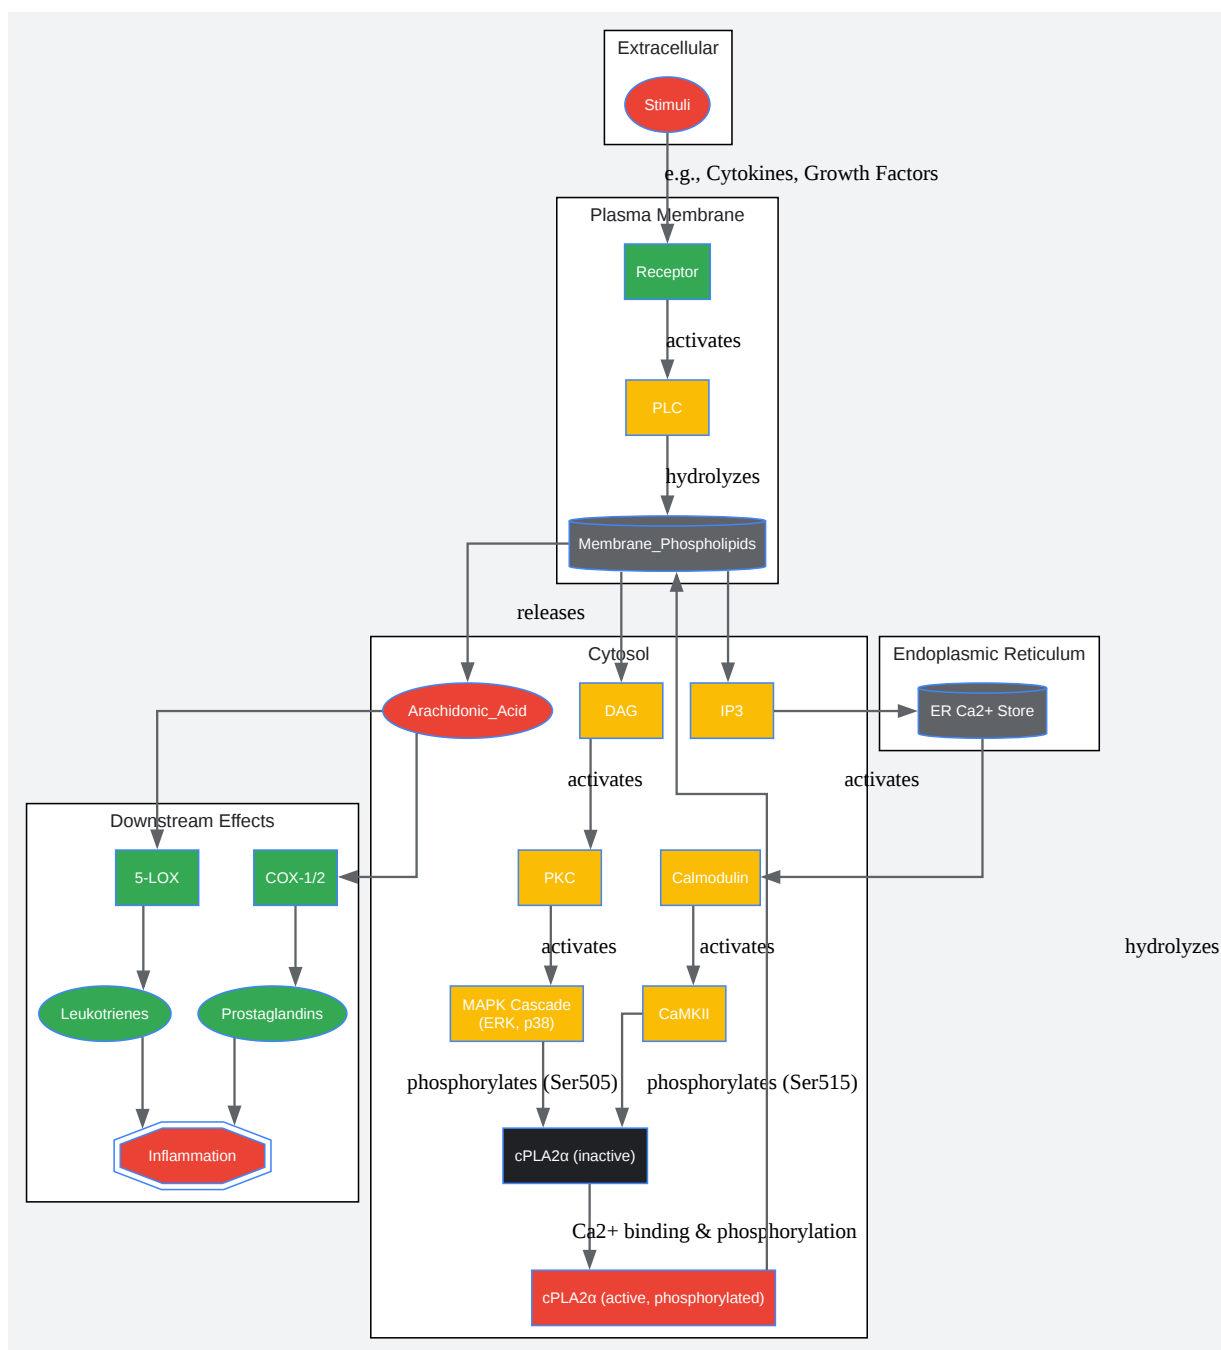 Extracellular
Stimuli
e.g., Cytokines, Growth Factors
Plasma Membrane
Receptor
activates
PLC
hydrolyzes
Membrane_Phospholipids
releases
Cytosol
Endoplasmic Reticulum
Arachidonic_Acid
DAG
IP3
ER Ca2+ Store
activates
activates
Downstream Effects
5-LOX
COX-1/2
PKC
Calmodulin
activates
activates
hydrolyzes
Leukotrienes
Prostaglandins
MAPK Cascade
(ERK, p38)
CaMKII
phosphorylates (Ser505)
phosphorylates (Ser515)
Inflammation
cPLA2α (inactive)
Ca2+ binding & phosphorylation
cPLA2α (active, phosphorylated)